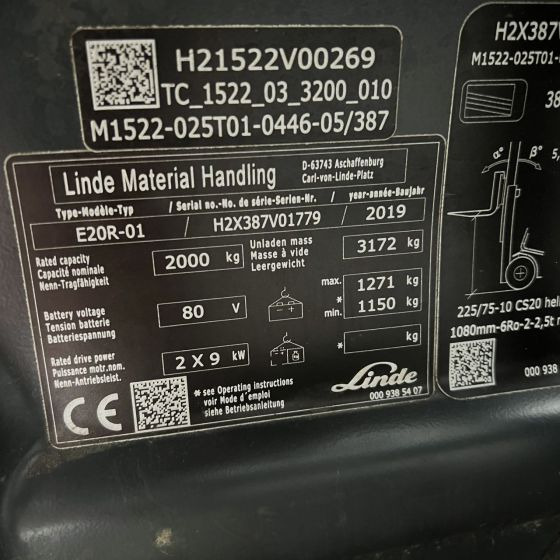 H21522V00269
TC_1522_03_3200_010
M1522-025T01-0446-05/387
Linde Material Handling
D-63743 Aschaffenburg
Carl-von-Linde-Platz
Type-Modèle-Typ / Serial no.-No. de série-Serien-Nr. / year-année-Baujahr
E20R-01 / H2X387V01779 / 2019
Rated capacity
Capacité nominale
Nenn-Tragfähigkeit
2000 kg
Unladen mass
Masse à vide
Leergewicht
3172 kg
Battery voltage
Tension batterie
Batteriespannung
80 V
max. 1271 kg
*
min. 1150 kg
Rated drive power
Puissance motr.nom.
Nenn-Antriebsleist.
2 X 9 kW
* kg
CE
* see Operating instructions
voir Mode d'emploi
siehe Betriebsanleitung
Linde
000 938 54 07
H2X387V
M1522-025T01-
38
α° β° 5,
225/75-10 CS20
1080mm-6Ro-2-2,5t
000 938